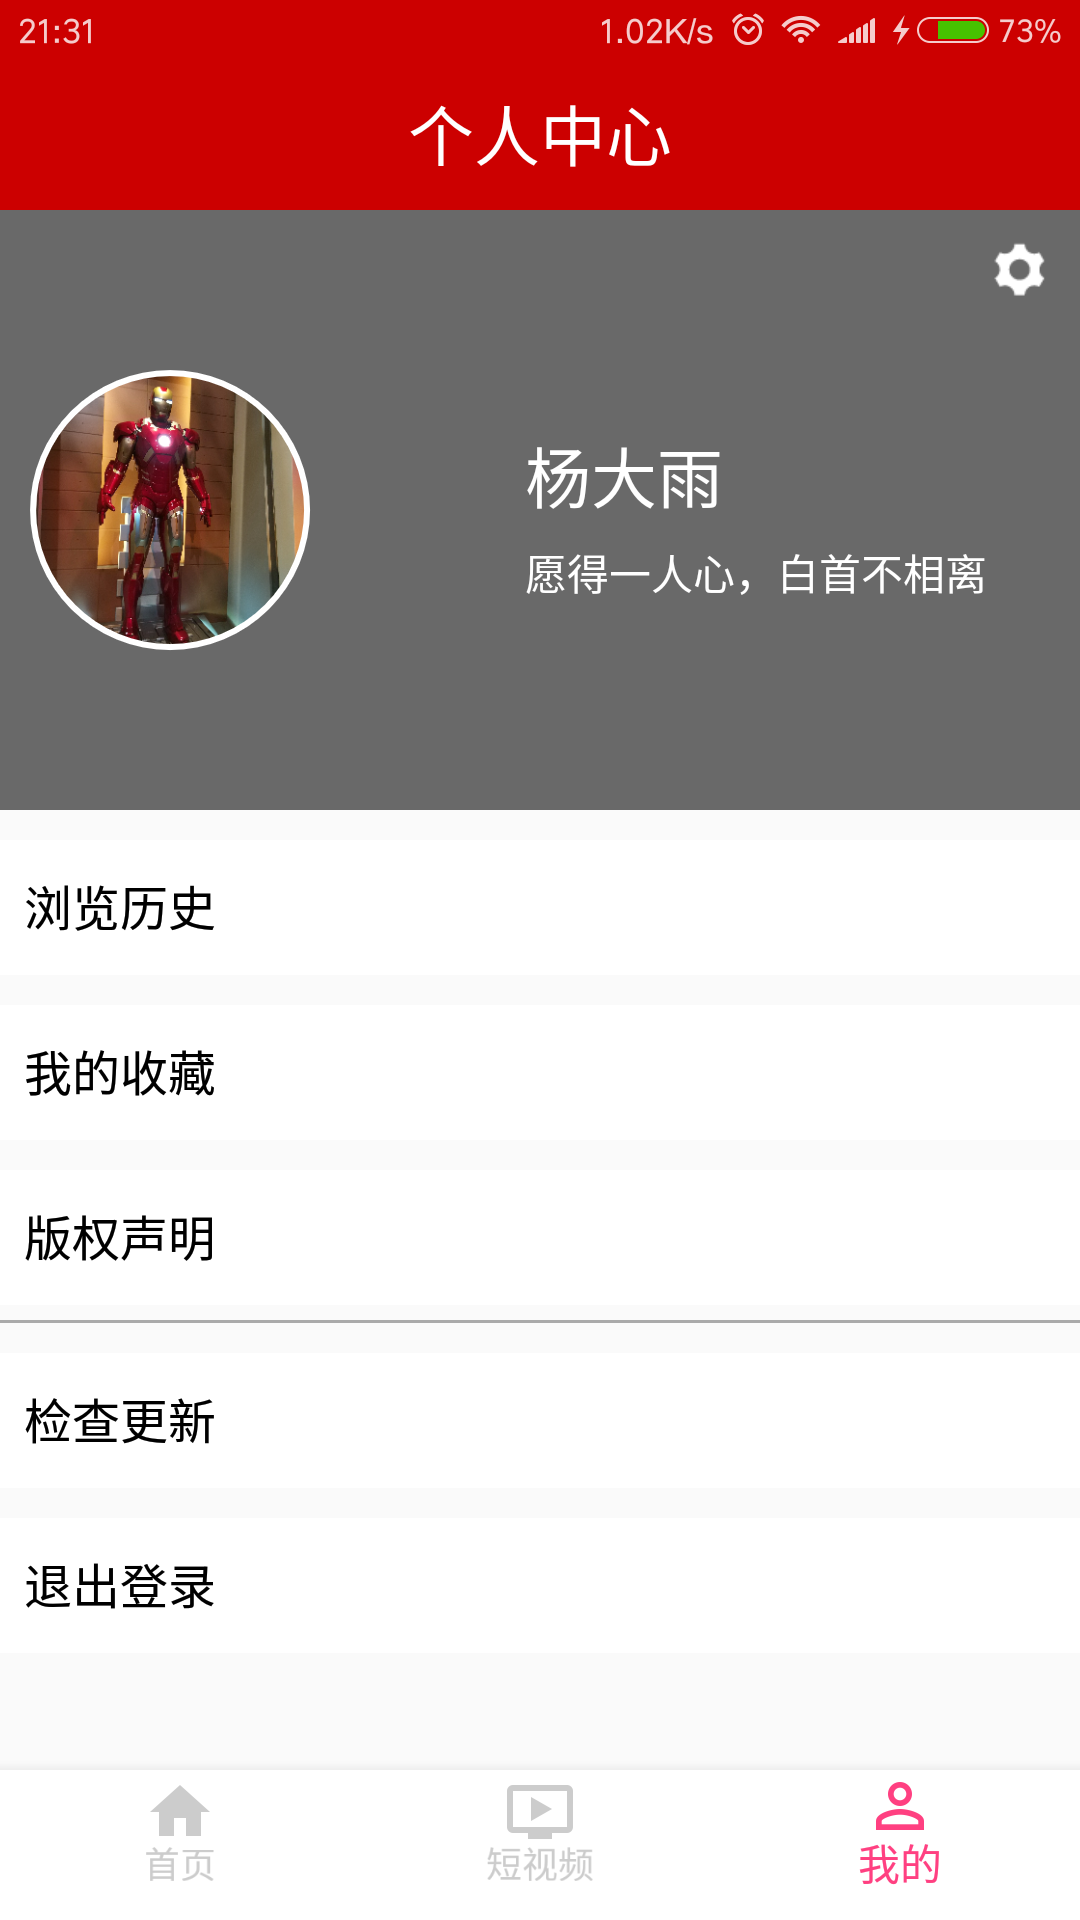 21:31 1.02K/s 73%
个人中心
杨大雨
愿得一人心，白首不相离
浏览历史
我的收藏
版权声明
检查更新
退出登录
首页 短视频 我的